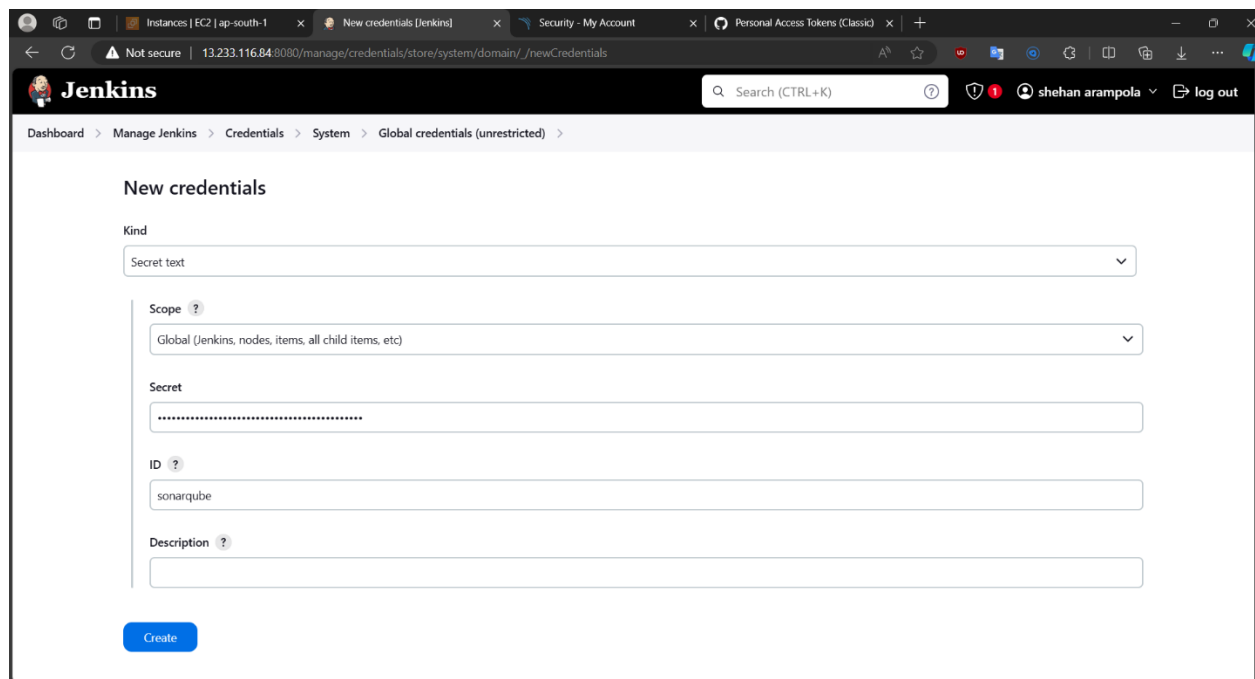 Instances | EC2 | ap-south-1
New credentials [Jenkins]
Security - My Account
Personal Access Tokens (Classic)
Not secure | 13.233.116.84:8080/manage/credentials/store/system/domain/_/newCredentials
Jenkins
Search (CTRL+K)
1
shehan arampola
log out
Dashboard > Manage Jenkins > Credentials > System > Global credentials (unrestricted) >
New credentials
Kind
Secret text
Scope ?
Global (Jenkins, nodes, items, all child items, etc)
Secret
••••••••••••••••••••••••••••••••••••••••••••
ID ?
sonarqube
Description ?
Create